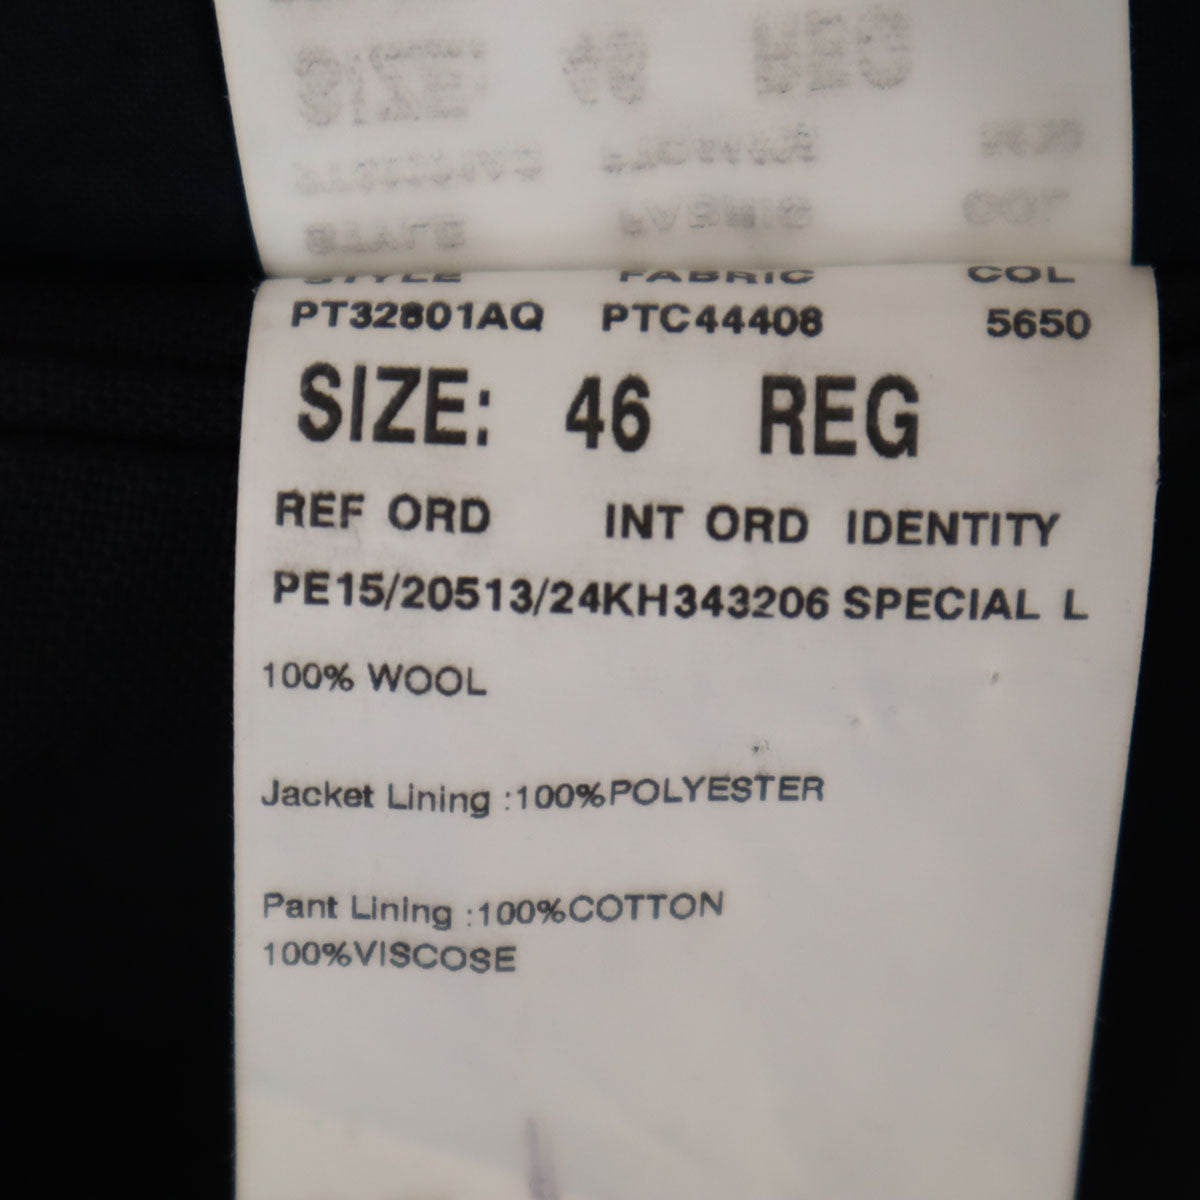 STYLE FABRIC COL
PT32801AQ PTC44408 5650
SIZE: 46 REG
REF ORD INT ORD IDENTITY
PE15/20513/24KH343206 SPECIAL L
100% WOOL
Jacket Lining :100%POLYESTER
Pant Lining :100%COTTON
100%VISCOSE